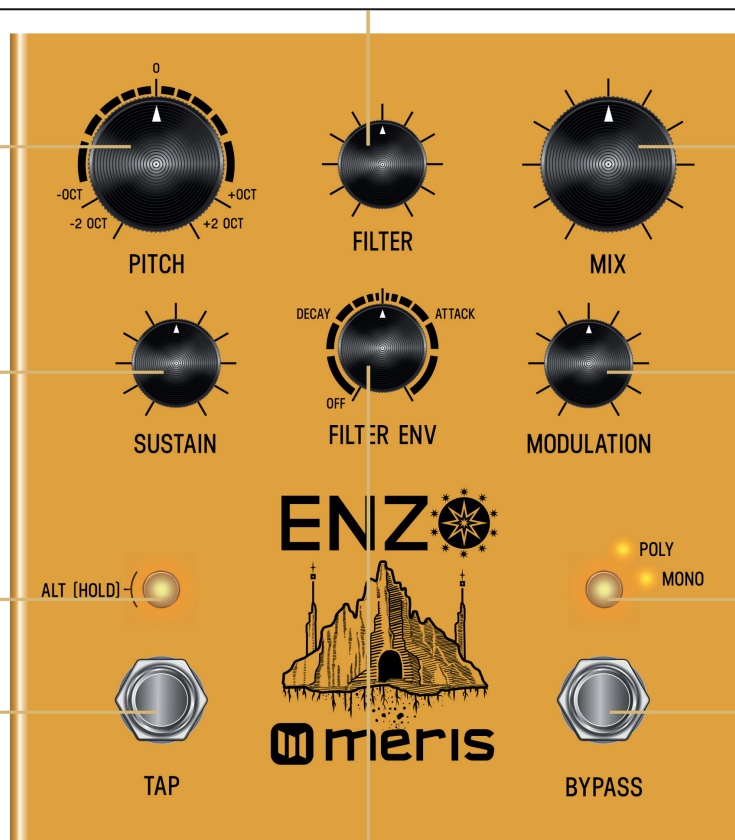 0
-OCT +OCT
-2 OCT +2 OCT
PITCH
FILTER
MIX
DECAY ATTACK
OFF
SUSTAIN
FILTER ENV
MODULATION
ENZO
POLY
MONO
ALT (HOLD)
meris
TAP
BYPASS